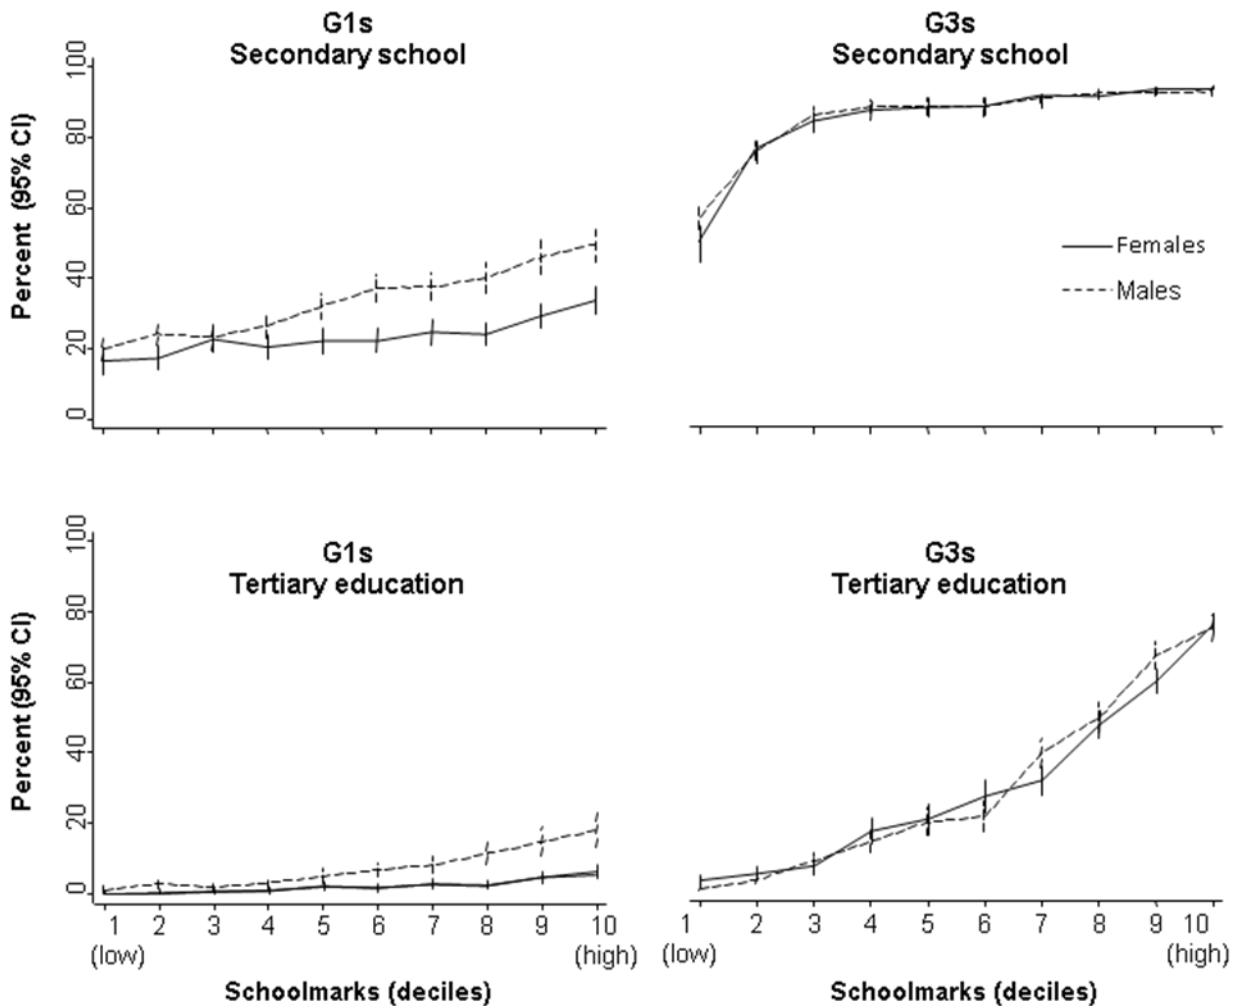 G1s
Secondary school
G3s
Secondary school
Percent (95% CI)
100
80
60
40
20
0
Females
Males
G1s
Tertiary education
G3s
Tertiary education
Percent (95% CI)
100
80
60
40
20
0
1 2 3 4 5 6 7 8 9 10
(low) (high)
1 2 3 4 5 6 7 8 9 10
(low) (high)
Schoolmarks (deciles)
Schoolmarks (deciles)